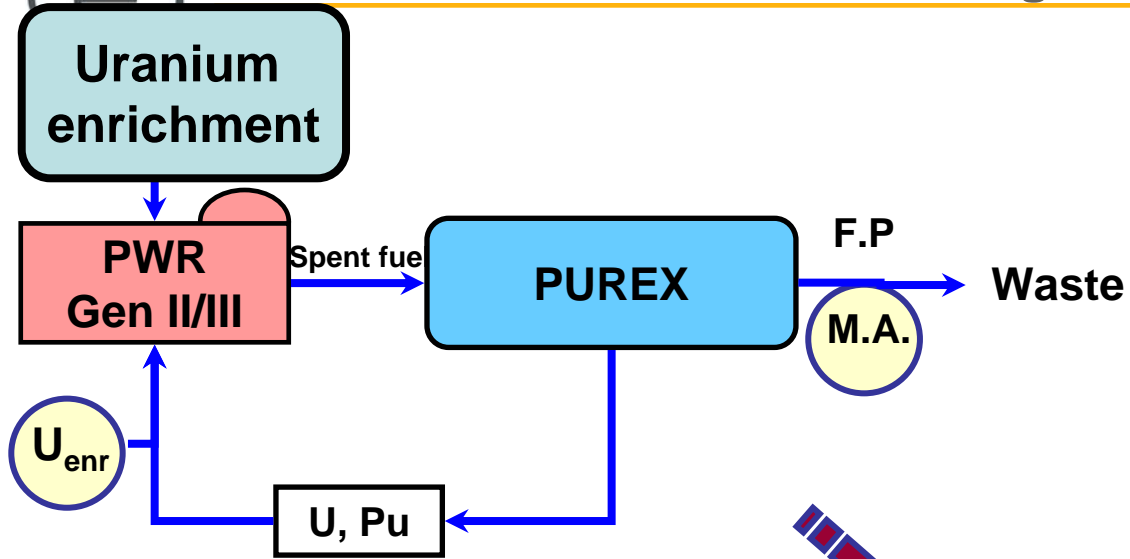 Uranium
enrichment
PWR
Gen II/III
Spent fue
PUREX
F.P
M.A.
Waste
Uenr
U, Pu